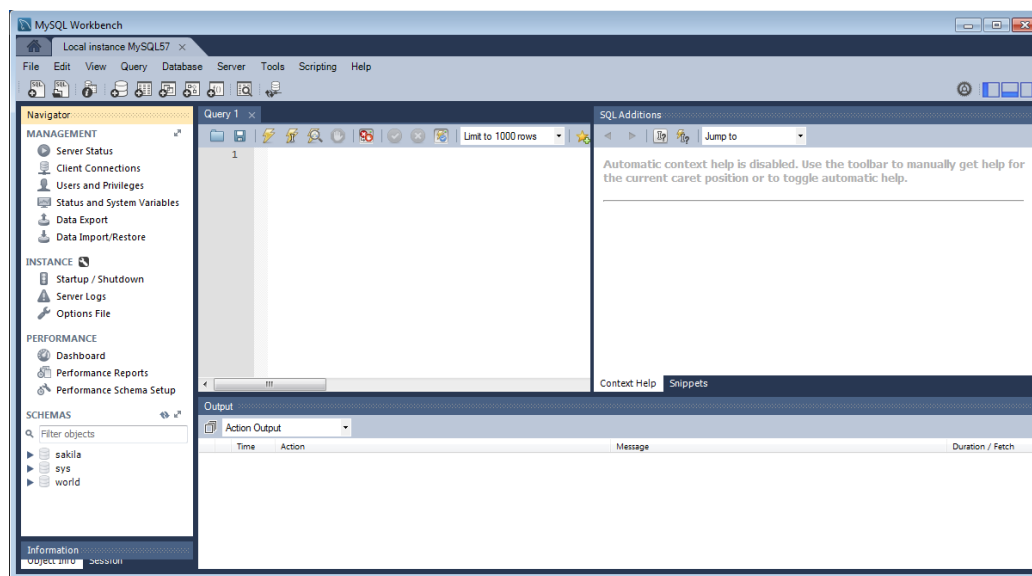 MySQL Workbench
Local instance MySQL57 ×
File Edit View Query Database Server Tools Scripting Help
Navigator
MANAGEMENT
Server Status
Client Connections
Users and Privileges
Status and System Variables
Data Export
Data Import/Restore
INSTANCE
Startup / Shutdown
Server Logs
Options File
PERFORMANCE
Dashboard
Performance Reports
Performance Schema Setup
SCHEMAS
Filter objects
sakila
sys
world
Information
Object Info Session
Query 1 ×
Limit to 1000 rows
1
SQL Additions
Jump to
Automatic context help is disabled. Use the toolbar to manually get help for
the current caret position or to toggle automatic help.
Context Help Snippets
Output
Action Output
Time Action Message Duration / Fetch